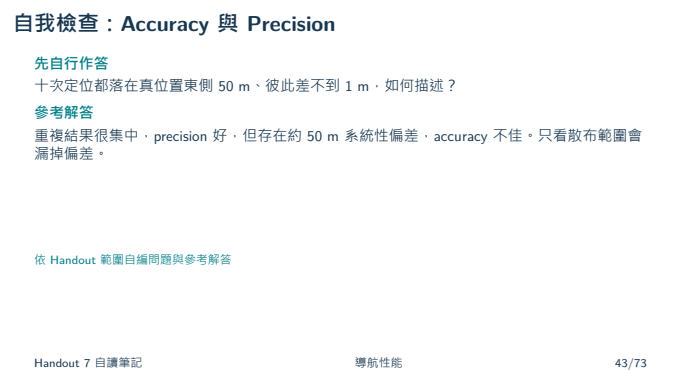 自我檢查：Accuracy 與 Precision
先自行作答
十次定位都落在真位置東側 50 m、彼此差不到 1 m，如何描述？
參考解答
重複結果很集中，precision 好，但存在約 50 m 系統性偏差，accuracy 不佳。只看散布範圍會
漏掉偏差。
依 Handout 範圍自編問題與參考解答
Handout 7 自讀筆記
導航性能
43/73